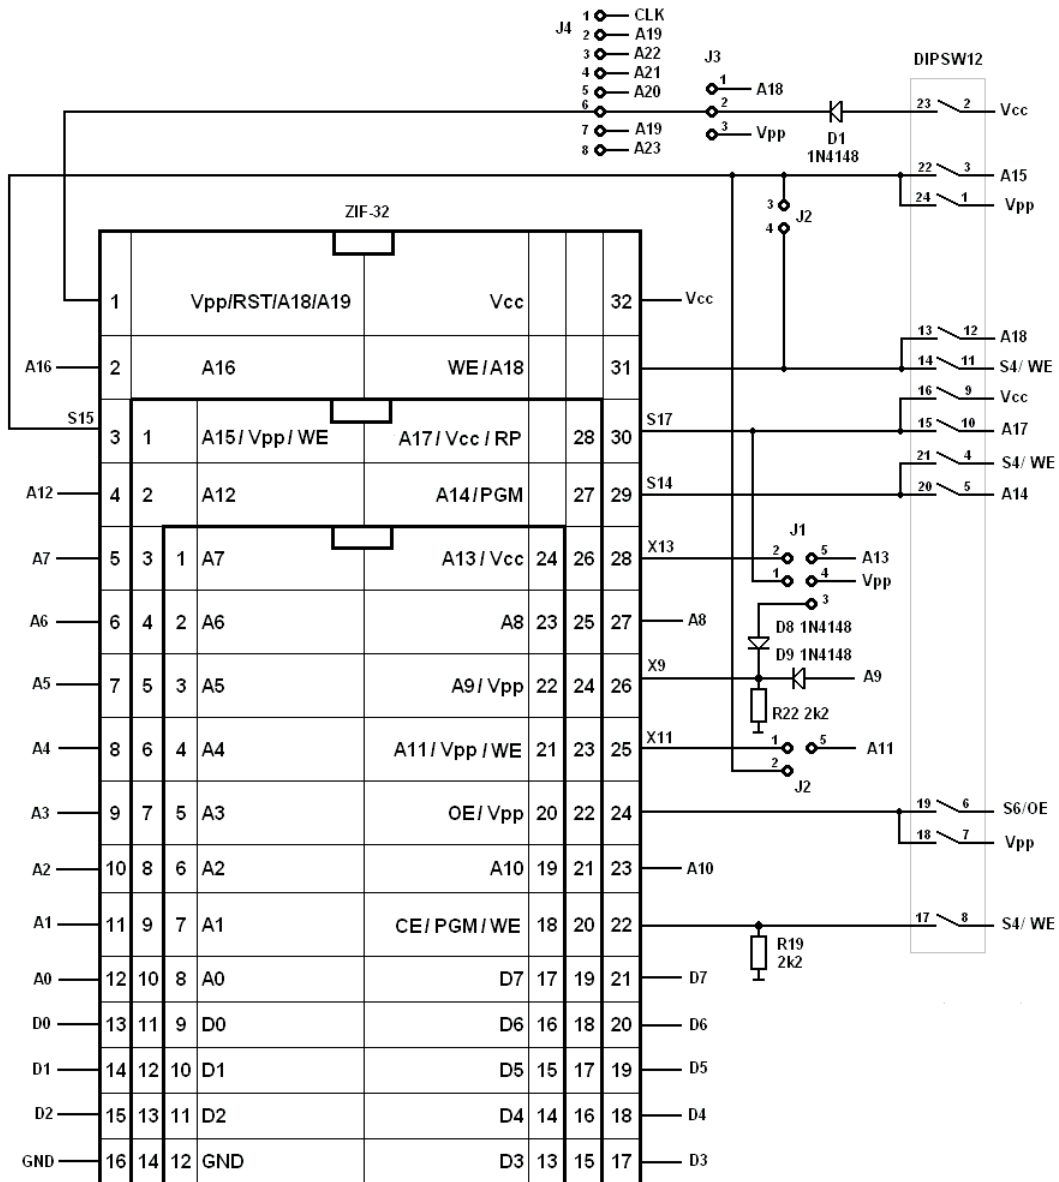 1 CLK
J4 2 A19
3 A22
J3
4 A21
DIPSW12
5 A20
1 A18
6
2
23 2 Vcc
7 A19
3 Vpp
D1
8 A23
1N4148
22 3 A15
24 1 Vpp
ZIF-32
3 J2
4
1 Vpp/RST/A18/A19 Vcc 32 Vcc
13 12 A18
A16 2 A16 WE/A18 31 14 11 S4/ WE
16 9 Vcc
S15 S17
3 1 A15/ Vpp/ WE A17/ Vcc / RP 28 30 15 10 A17
21 4 S4/ WE
S14
A12 4 2 A12 A14/PGM 27 29 20 5 A14
J1
X13
A7 5 3 1 A7 A13/ Vcc 24 26 28 2 5 A13
1 4 Vpp
3
A6 6 4 2 A6 A8 23 25 27 A8
D8 1N4148
D9 1N4148
X9
A5 7 5 3 A5 A9/ Vpp 22 24 26 A9
R22 2k2
X11
A4 8 6 4 A4 A11/ Vpp / WE 21 23 25 1 5 A11
2
J2
A3 9 7 5 A3 OE/ Vpp 20 22 24 19 6 S6/OE
18 7 Vpp
A2 10 8 6 A2 A10 19 21 23 A10
A1 11 9 7 A1 CE/ PGM/ WE 18 20 22 17 8 S4/ WE
R19
2k2
A0 12 10 8 A0 D7 17 19 21 D7
D0 13 11 9 D0 D6 16 18 20 D6
D1 14 12 10 D1 D5 15 17 19 D5
D2 15 13 11 D2 D4 14 16 18 D4
GND 16 14 12 GND D3 13 15 17 D3